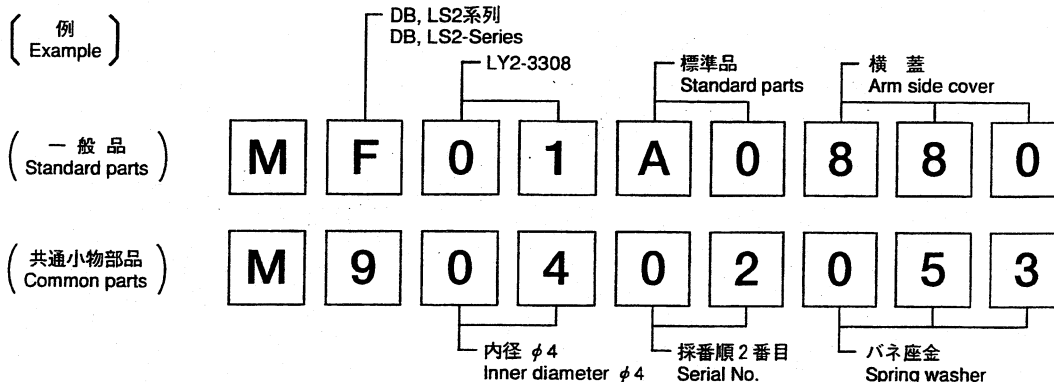 例
Example
DB, LS2系列
DB, LS2-Series
LY2-3308
標準品
Standard parts
横 蓋
Arm side cover
一 般 品
Standard parts
M F 0 1 A 0 8 8 0
共通小物部品
Common parts
M 9 0 4 0 2 0 5 3
内径 φ4
Inner diameter φ4
採番順2番目
Serial No.
バネ座金
Spring washer